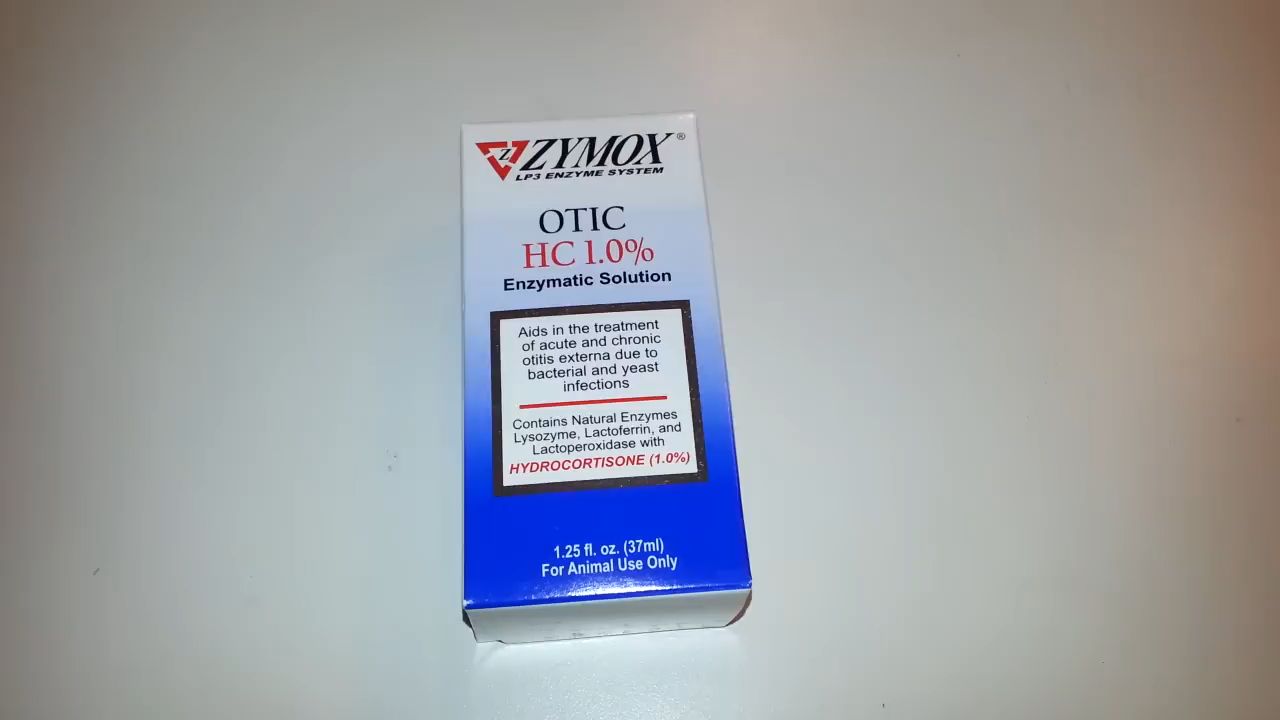 Z ZYMOX®
LP3 ENZYME SYSTEM
OTIC
HC 1.0%
Enzymatic Solution
Aids in the treatment
of acute and chronic
otitis externa due to
bacterial and yeast
infections
Contains Natural Enzymes
Lysozyme, Lactoferrin, and
Lactoperoxidase with
HYDROCORTISONE (1.0%)
1.25 fl. oz. (37ml)
For Animal Use Only